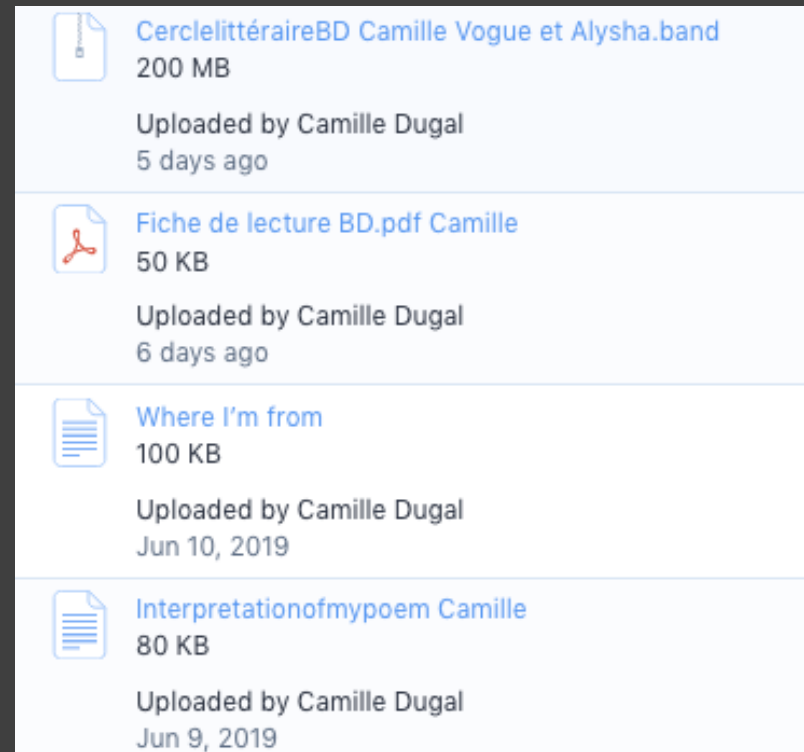 CerclelittéraireBD Camille Vogue et Alysha.band
200 MB
Uploaded by Camille Dugal
5 days ago
Fiche de lecture BD.pdf Camille
50 KB
Uploaded by Camille Dugal
6 days ago
Where I’m from
100 KB
Uploaded by Camille Dugal
Jun 10, 2019
Interpretationofmypoem Camille
80 KB
Uploaded by Camille Dugal
Jun 9, 2019